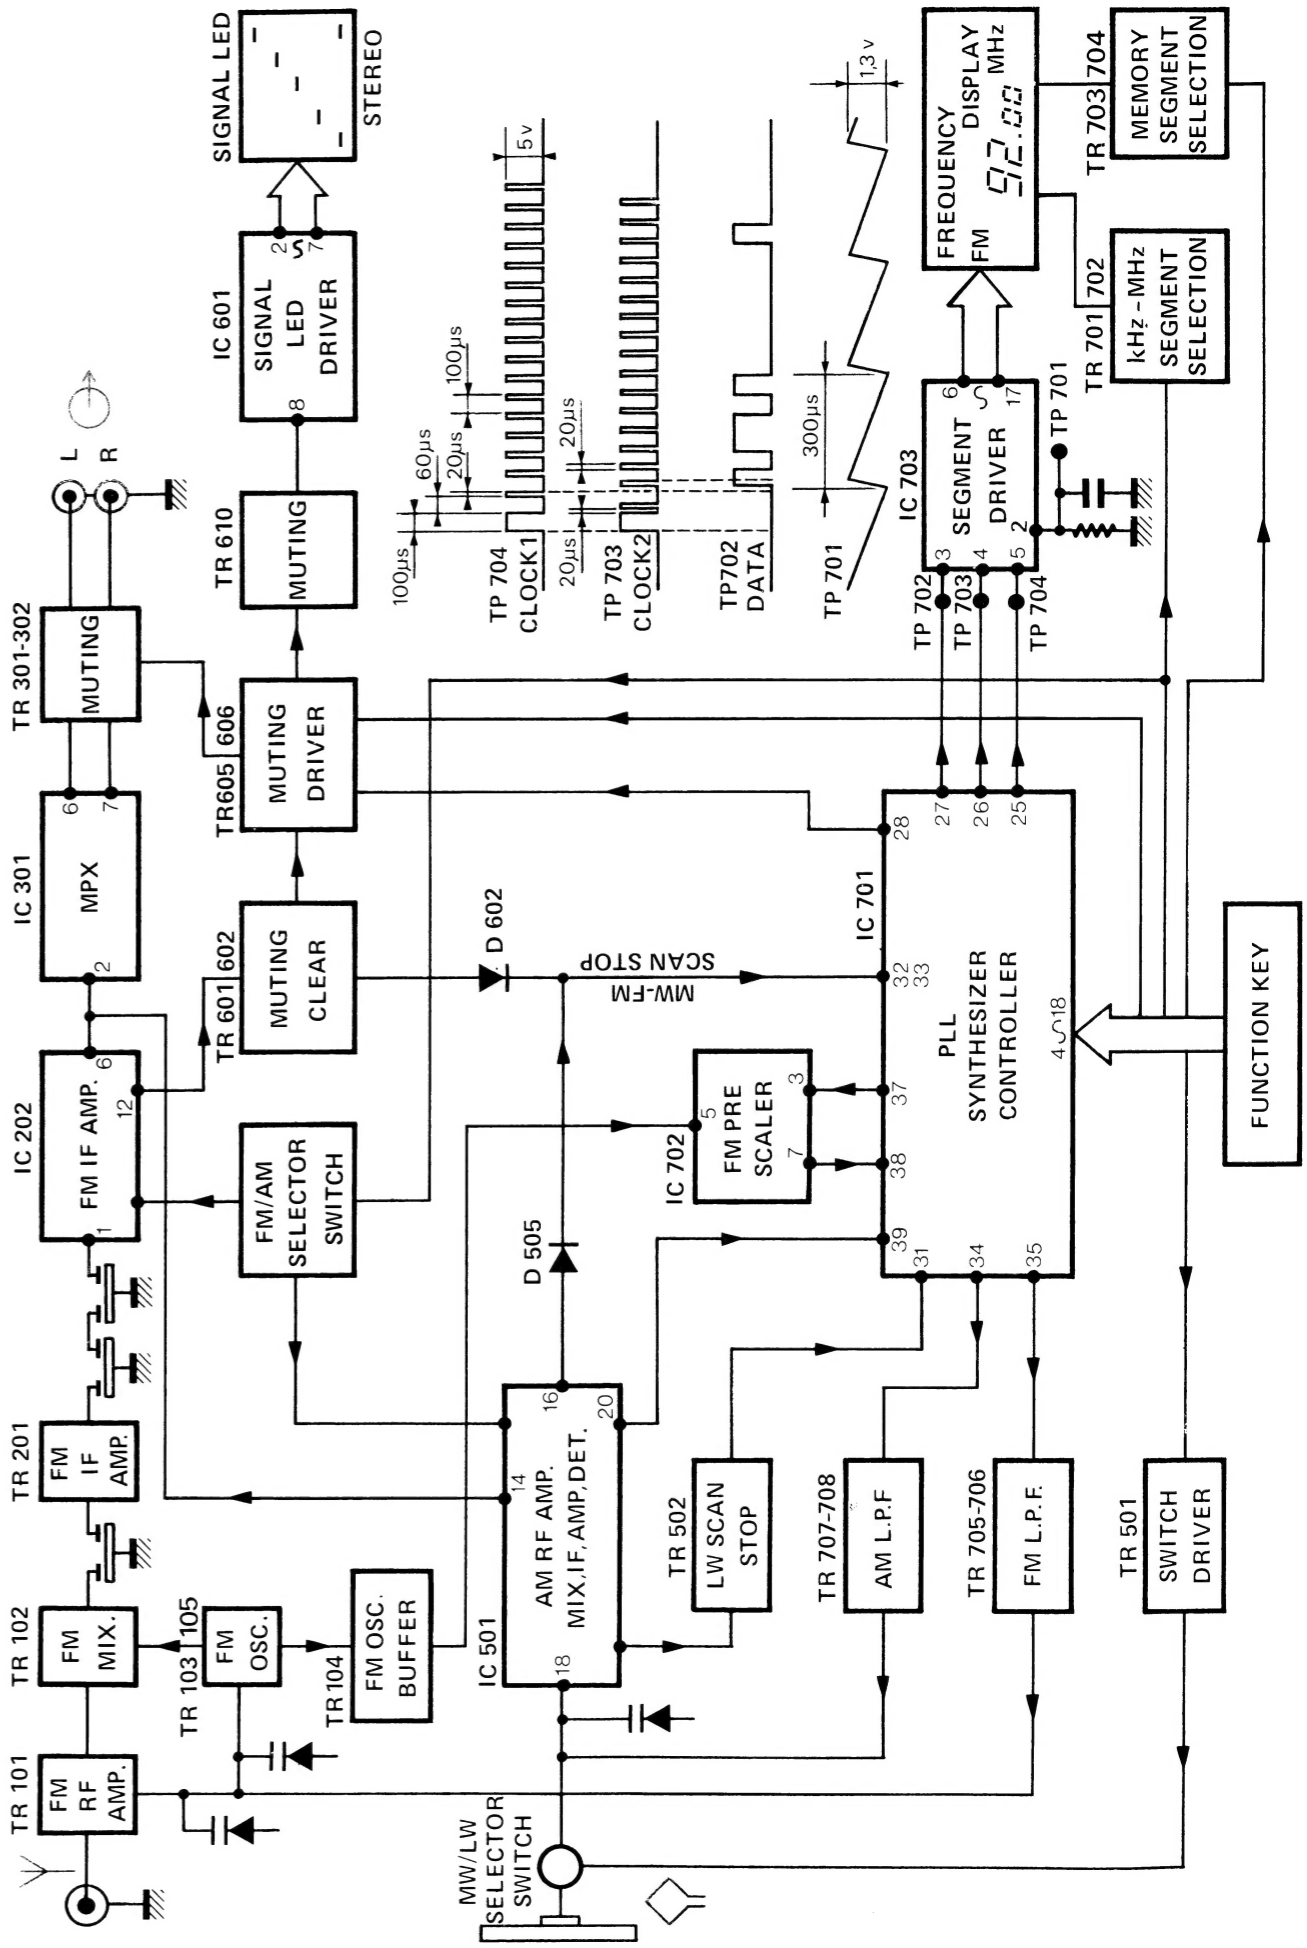 TR 101
FM
RF
AMP.
TR 102
FM
MIX.
TR 201
FM
IF
AMP.
IC 202
FM IF AMP.
1
6
12
IC 301
MPX
2
6
7
TR 301-302
MUTING
L
R
TR 103 105
FM
OSC.
TR 104
FM OSC.
BUFFER
FM/AM
SELECTOR
SWITCH
TR 601 602
MUTING
CLEAR
TR605 606
MUTING
DRIVER
TR 610
MUTING
IC 601
SIGNAL
LED
DRIVER
8
2
7
SIGNAL LED
STEREO
MW/LW
SELECTOR
SWITCH
IC 501
AM RF AMP.
MIX,IF,AMP,DET.
18
14
16
20
D 505
D 602
MW-FM
SCAN STOP
TR 502
LW SCAN
STOP
IC 702
FM PRE
SCALER
5
7
3
TR 707-708
AM L.P.F
TR 705-706
FM L.P.F.
TR 501
SWITCH
DRIVER
IC 701
PLL
SYNTHESIZER
CONTROLLER
39
38
37
32
33
28
31
34
35
27
26
25
4 18
FUNCTION KEY
100µs
60µs
20µs
100µs
5 v
TP 704
CLOCK1
20µs
20µs
TP 703
CLOCK2
TP702
DATA
300µs
TP 701
1,3 v
TP 702
TP 703
TP 704
IC 703
SEGMENT
DRIVER
3
4
5
2
6
17
TP 701
FREQUENCY
DISPLAY
FM
92.00
MHz
TR 701 702
kHz-MHz
SEGMENT
SELECTION
TR 703 704
MEMORY
SEGMENT
SELECTION